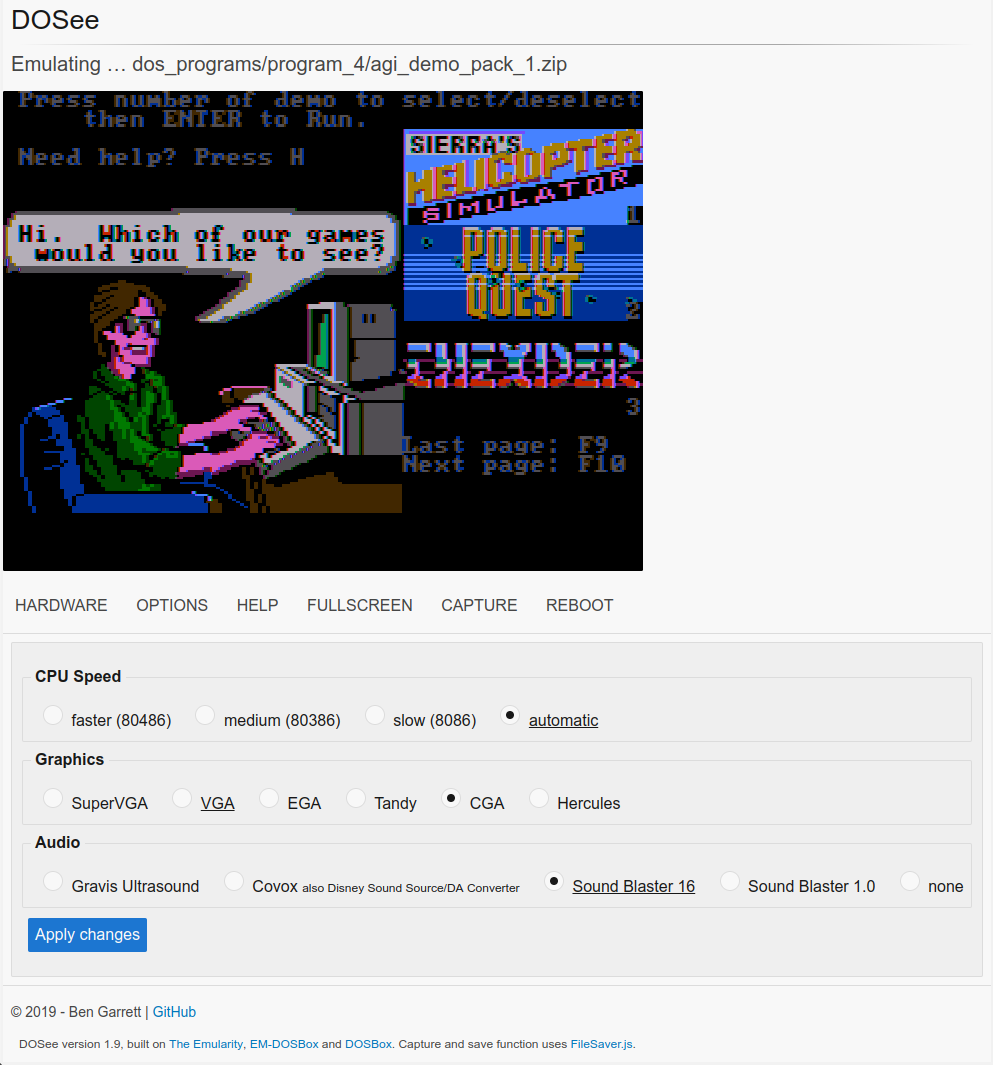 DOSee
Emulating … dos_programs/program_4/agi_demo_pack_1.zip
Press number of demo to select/deselect
then ENTER to Run.
Need help? Press H
SIERRA'S
HELICOPTER
SIMULATOR
1
Hi. Which of our games
would you like to see?
POLICE
QUEST
2
THEXDER
3
Last page: F9
Next page: F10
HARDWARE OPTIONS HELP FULLSCREEN CAPTURE REBOOT
CPU Speed
faster (80486) medium (80386) slow (8086) automatic
Graphics
SuperVGA VGA EGA Tandy CGA Hercules
Audio
Gravis Ultrasound Covox also Disney Sound Source/DA Converter Sound Blaster 16 Sound Blaster 1.0 none
Apply changes
© 2019 - Ben Garrett | GitHub
DOSee version 1.9, built on The Emularity, EM-DOSBox and DOSBox. Capture and save function uses FileSaver.js.